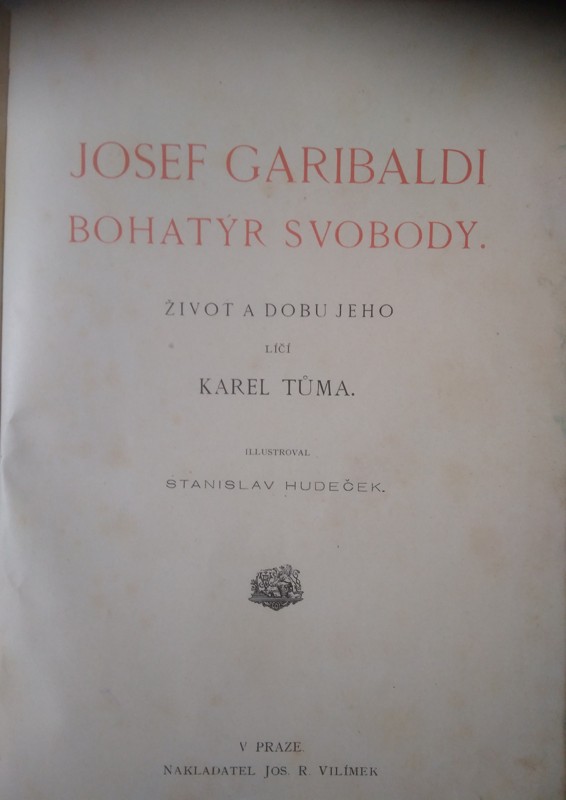 JOSEF GARIBALDI
BOHATÝR SVOBODY.
ŽIVOT A DOBU JEHO
LÍČÍ
KAREL TŮMA.
ILLUSTROVAL
STANISLAV HUDEČEK.
V PRAZE.
NAKLADATEL JOS. R. VILÍMEK